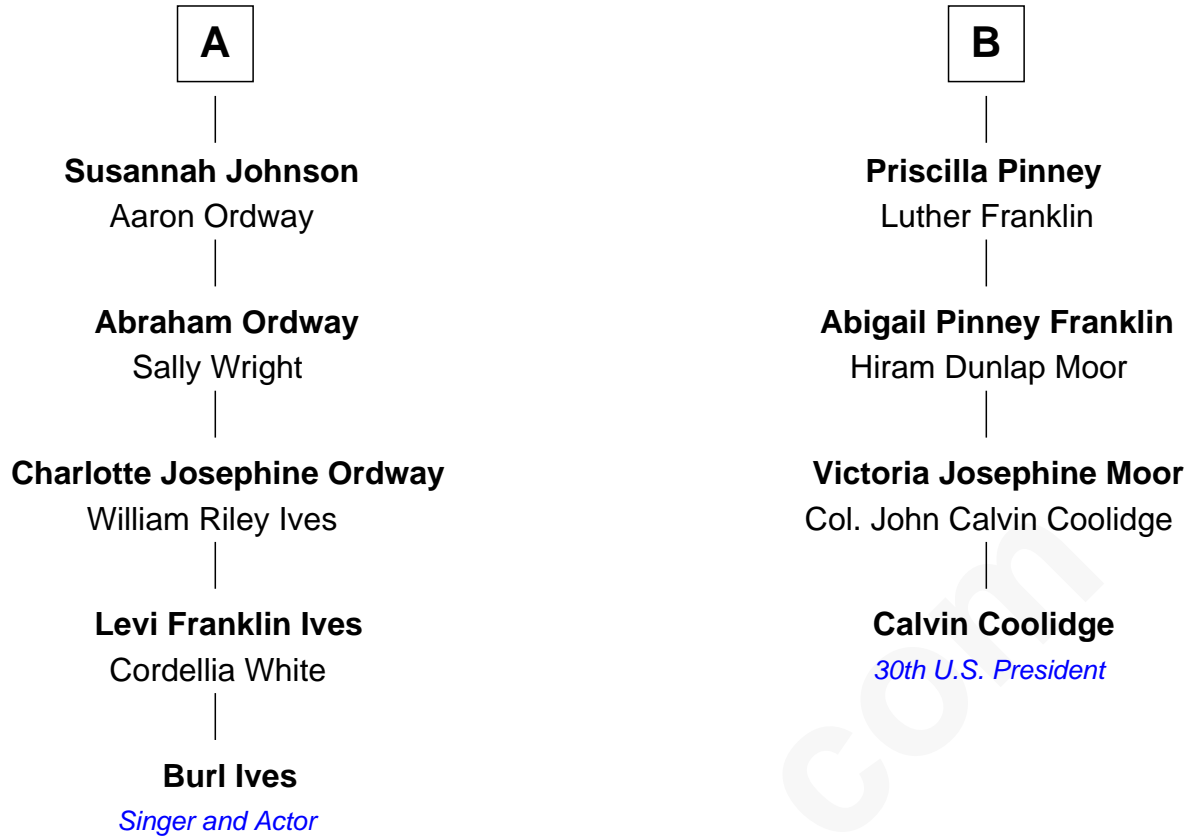 A
Susannah Johnson
Aaron Ordway
Abraham Ordway
Sally Wright
Charlotte Josephine Ordway
William Riley Ives
Levi Franklin Ives
Cordellia White
Burl Ives
Singer and Actor
B
Priscilla Pinney
Luther Franklin
Abigail Pinney Franklin
Hiram Dunlap Moor
Victoria Josephine Moor
Col. John Calvin Coolidge
Calvin Coolidge
30th U.S. President
com